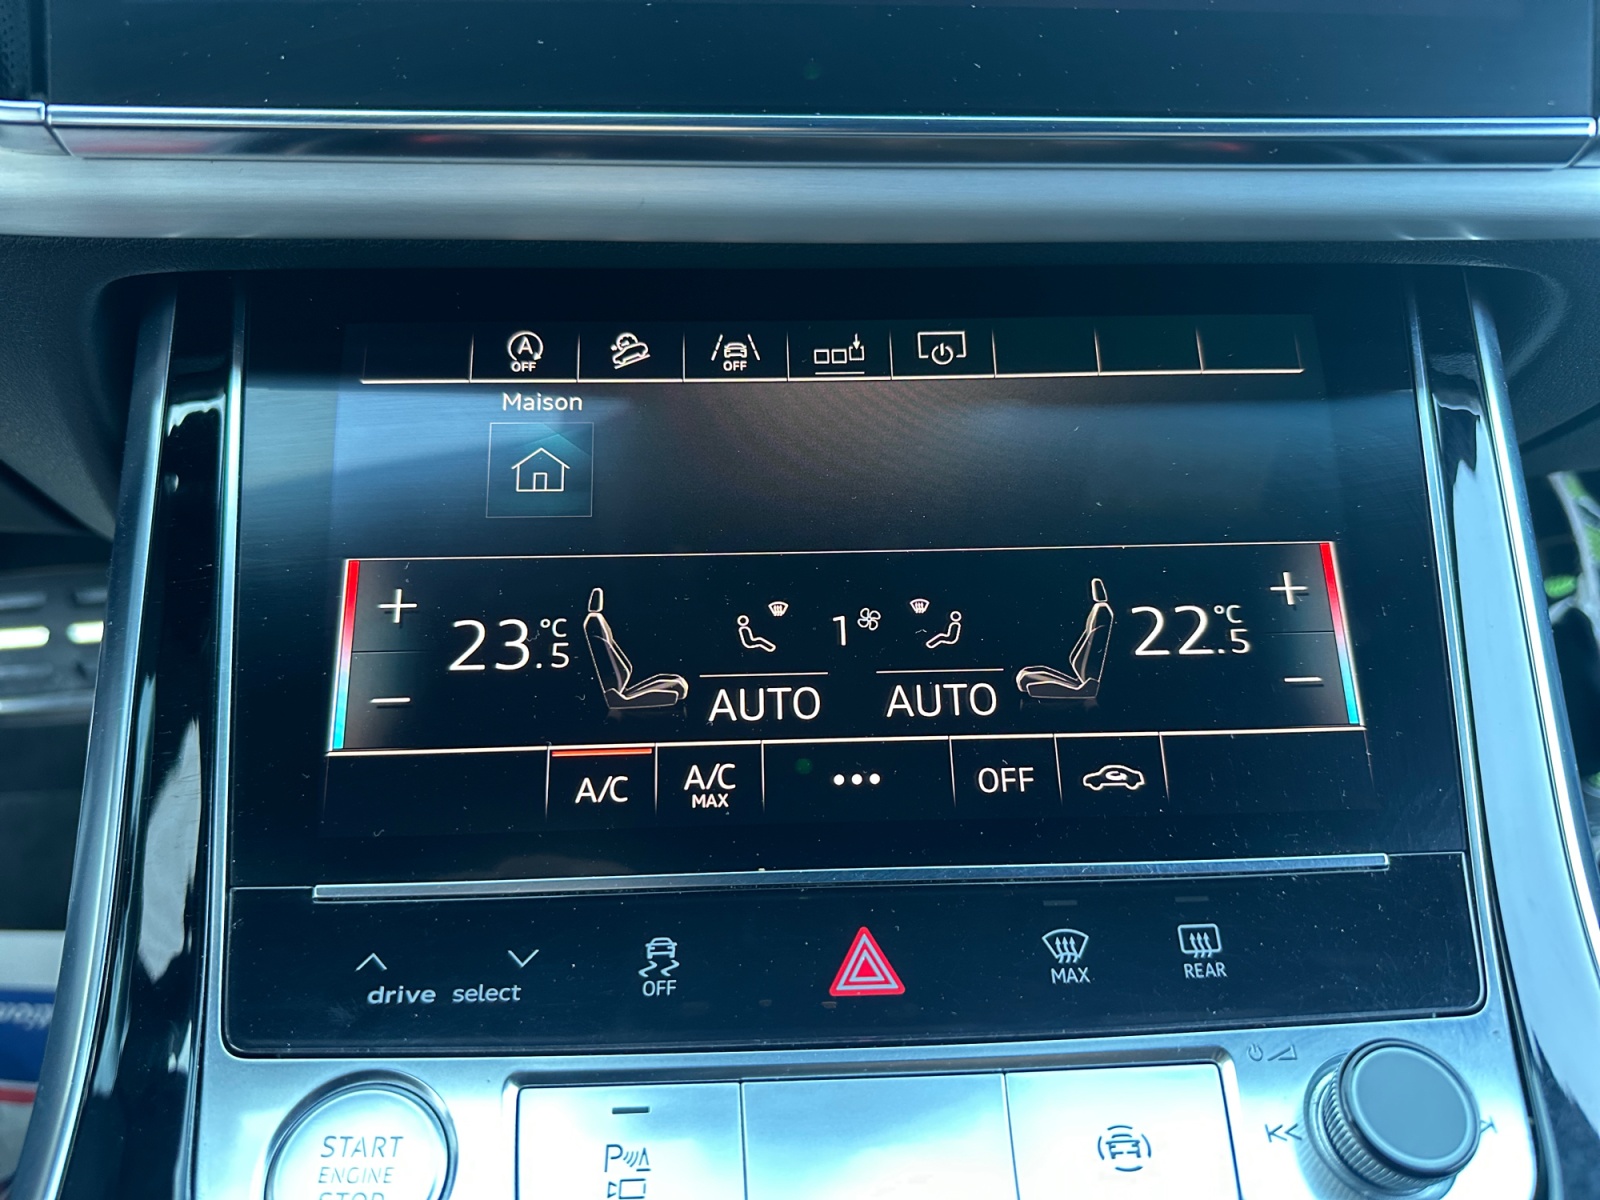 A
OFF
OFF
Maison
+ 23.5 °C
1
22.5 °C +
AUTO
AUTO
A/C
A/C
MAX
•••
OFF
drive select
OFF
MAX
REAR
START
ENGINE
STOP
P